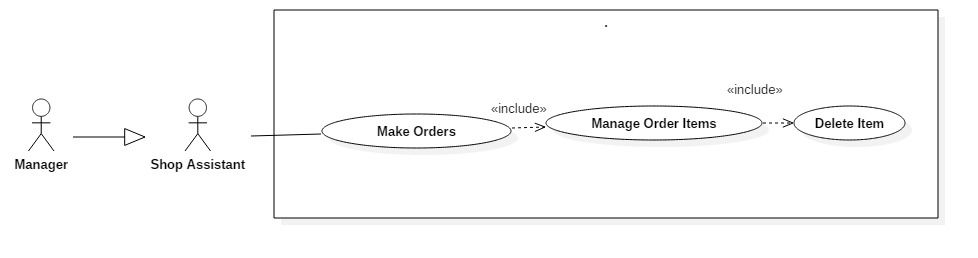 .
«include»
«include»
Make Orders
Manage Order Items
Delete Item
Manager
Shop Assistant